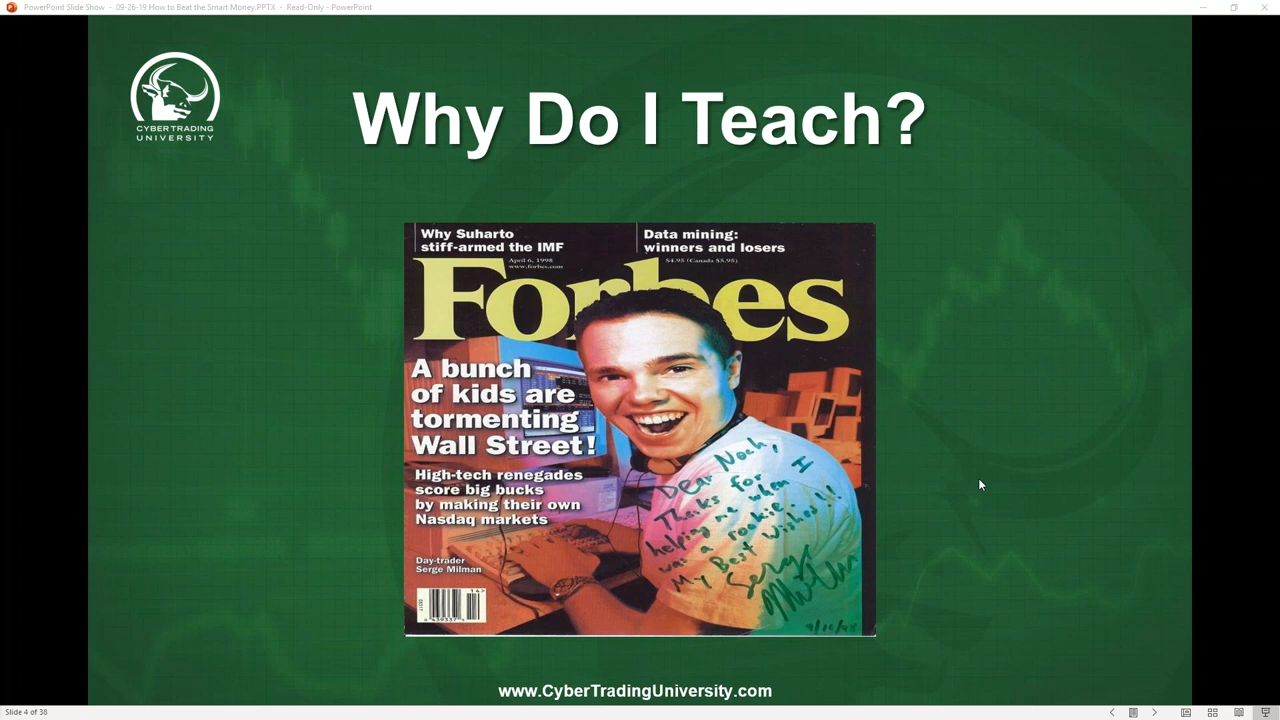 PowerPoint Slide Show - 09-26-19 How to Beat the Smart Money.PPTX - Read-Only - PowerPoint
CYBER TRADING
UNIVERSITY
Why Do I Teach?
Why Suharto
stiff-armed the IMF
Data mining:
winners and losers
April 6, 1998
www.forbes.com
$4.95 (Canada $5.95)
Forbes
A bunch
of kids are
tormenting
Wall Street!
High-tech renegades
score big bucks
by making their own
Nasdaq markets
Day-trader
Serge Milman
Dear Noah,
Thanks for
helping me when I
was a rookie!
My Best Wishes!!!
Serge
Milman
14>
www.CyberTradingUniversity.com
Slide 4 of 38